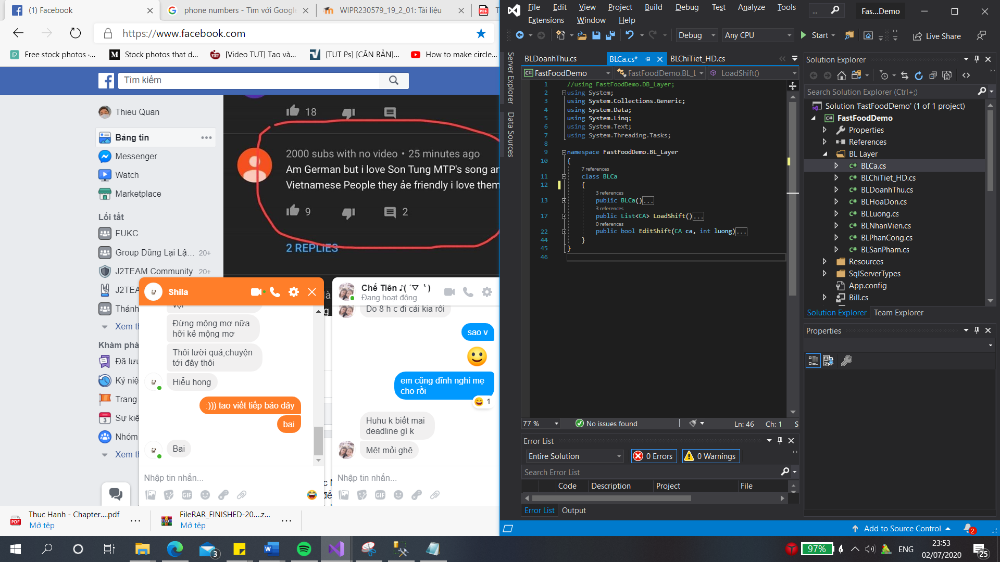 (1) Facebook
phone numbers - Tìm với Google
WIPR230579_19_2_01: Tài liệu
https://www.facebook.com
Free stock photos ·...
Stock photos that d...
[Video TUT] Tạo và...
[TUT Ps] [CĂN BẢN]...
How to make circle...
Tìm kiếm
Thieu Quan
Bảng tin
Messenger
Watch
Marketplace
Lối tắt
FUKC
Group Dũng Lại Lậ... 20+
J2TEAM Community 20+
J2TEA
Thánh
Xem th
Khám phá
Đã lưu
Kỷ niệ
Trang
Sự kiệ
Nhóm
Xem th
18
2000 subs with no video • 25 minutes ago
Am German but i love Son Tung MTP's song an
Vietnamese People they ảe friendly i love them
9
2
2 REPLIES
Shila
Đừng mộng mơ nữa
hỡi kẻ mộng mơ
Thôi lười quá,chuyện
tới đây thôi
Hiểu hong
:))) tao viết tiếp báo đây
bai
Bai
Nhập tin nhắn...
GIF
Chế Tiên ♪( ´▽｀)
Đang hoạt động
Do 8 h c đi cái kia rồi
sao v
em cũng đĩnh nghỉ mẹ
cho rồi
1
Huhu k biết mai
deadline gì k
Mệt mỏi ghê
Nhập tin nhắn...
GIF
Thuc Hanh - Chapter....pdf
Mở tệp
FileRAR_FINISHED-20....z...
Mở tệp
File Edit View Project Build Debug Test Analyze Tools
Extensions Window Help
...
Fas...Demo
Debug
Any CPU
Start
Live Share
Server Explorer
Data Sources
BLDoanhThu.cs
BLCa.cs*
BLChiTiet_HD.cs
FastFoodDemo
FastFoodDemo.BL_L
LoadShift()
1 //using FastFoodDemo.DB_Layer;
2 using System;
3 using System.Collections.Generic;
4 using System.Data;
5 using System.Linq;
6 using System.Text;
7 using System.Threading.Tasks;
8
9 namespace FastFoodDemo.BL_Layer
10 {
7 references
11 class BLCa
12 {
3 references
13 public BLCa()...
3 references
17 public List<CA> LoadShift()...
0 references
22 public bool EditShift(CA ca, int luong)...
44 }
45 }
46
77 %
No issues found
Ln: 46 Ch: 1 S
Error List
Entire Solution
0 Errors
0 Warnings
Search Error List
Code Description Project File
Error List Output
Solution Explorer
Search Solution Explorer (Ctrl+;)
Solution 'FastFoodDemo' (1 of 1 project)
FastFoodDemo
Properties
References
BL Layer
BLCa.cs
BLChiTiet_HD.cs
BLDoanhThu.cs
BLHoaDon.cs
BLLuong.cs
BLNhanVien.cs
BLPhanCong.cs
BLSanPham.cs
Resources
SqlServerTypes
App.config
Bill.cs
Solution Explorer Team Explorer
Properties
Add to Source Control
2
3
97%
ENG
23:53
02/07/2020
25